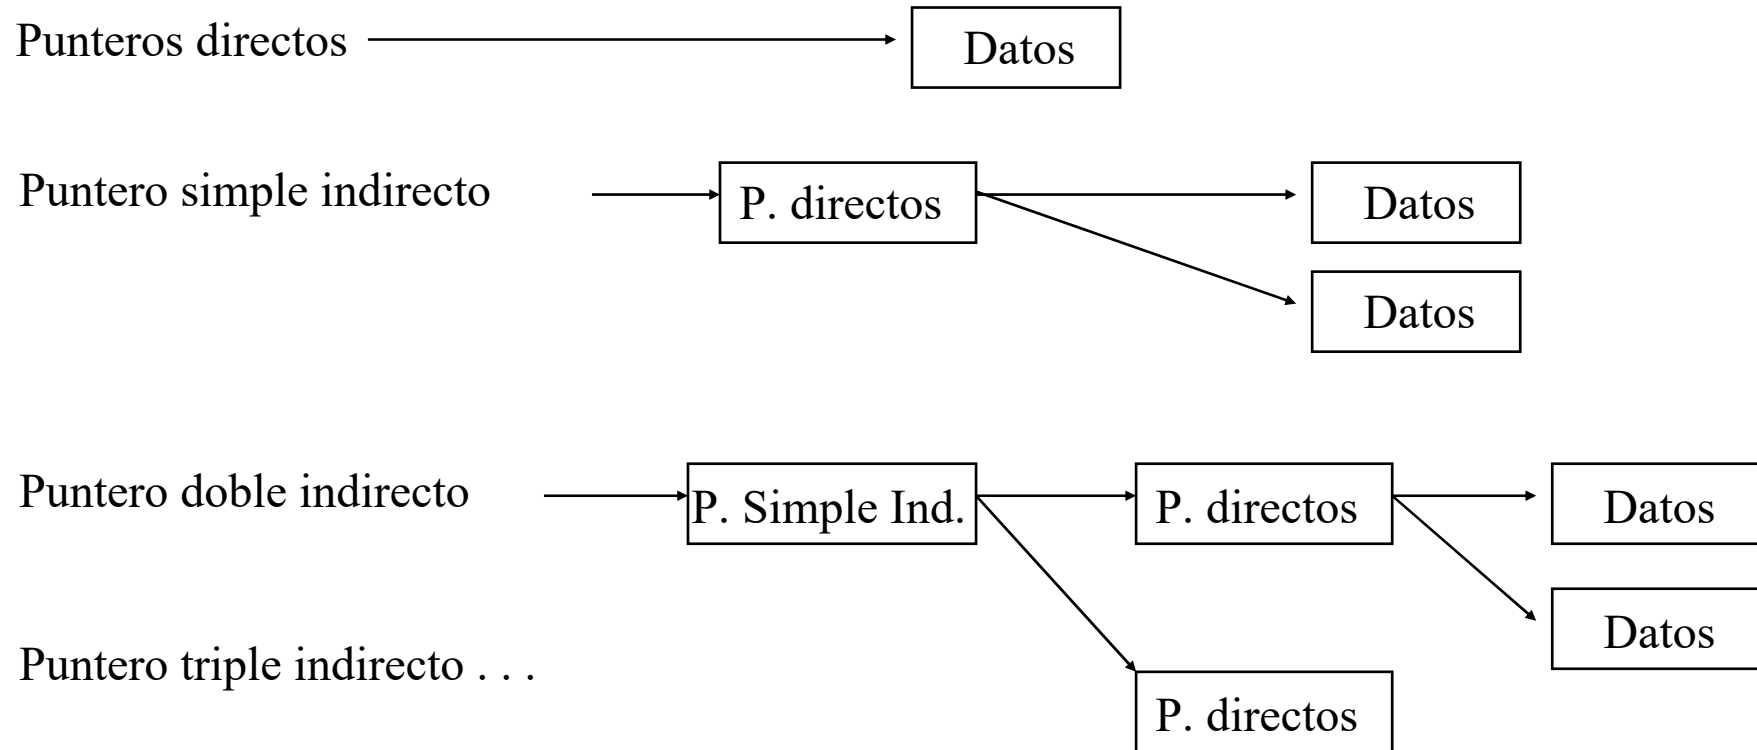 Punteros directos
Datos
Puntero simple indirecto
P. directos
Datos
Datos
Puntero doble indirecto
P. Simple Ind.
P. directos
Datos
Datos
Puntero triple indirecto . . .
P. directos